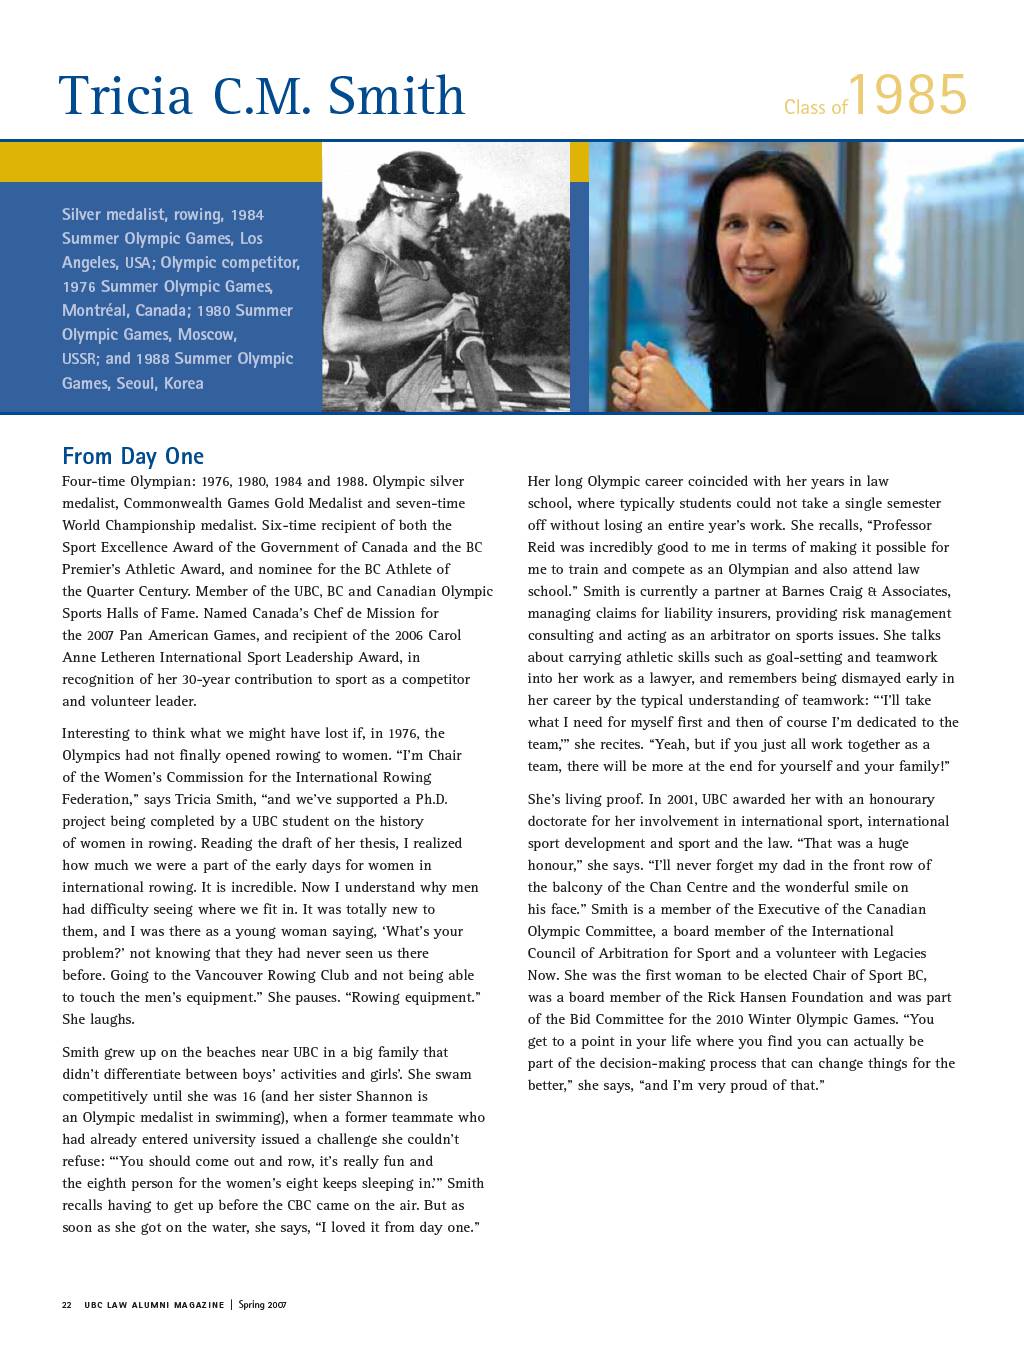 Tricia C.M. Smith
Class of 1985
Silver medalist, rowing, 1984
Summer Olympic Games, Los
Angeles, USA; Olympic competitor,
1976 Summer Olympic Games,
Montréal, Canada; 1980 Summer
Olympic Games, Moscow,
USSR; and 1988 Summer Olympic
Games, Seoul, Korea
From Day One
Four-time Olympian: 1976, 1980, 1984 and 1988. Olympic silver
medalist, Commonwealth Games Gold Medalist and seven-time
World Championship medalist. Six-time recipient of both the
Sport Excellence Award of the Government of Canada and the BC
Premier's Athletic Award, and nominee for the BC Athlete of
the Quarter Century. Member of the UBC, BC and Canadian Olympic
Sports Halls of Fame. Named Canada's Chef de Mission for
the 2007 Pan American Games, and recipient of the 2006 Carol
Anne Letheren International Sport Leadership Award, in
recognition of her 30-year contribution to sport as a competitor
and volunteer leader.
Interesting to think what we might have lost if, in 1976, the
Olympics had not finally opened rowing to women. “I'm Chair
of the Women's Commission for the International Rowing
Federation,” says Tricia Smith, “and we've supported a Ph.D.
project being completed by a UBC student on the history
of women in rowing. Reading the draft of her thesis, I realized
how much we were a part of the early days for women in
international rowing. It is incredible. Now I understand why men
had difficulty seeing where we fit in. It was totally new to
them, and I was there as a young woman saying, ‘What's your
problem?’ not knowing that they had never seen us there
before. Going to the Vancouver Rowing Club and not being able
to touch the men's equipment.” She pauses. “Rowing equipment.”
She laughs.
Smith grew up on the beaches near UBC in a big family that
didn't differentiate between boys’ activities and girls’. She swam
competitively until she was 16 (and her sister Shannon is
an Olympic medalist in swimming), when a former teammate who
had already entered university issued a challenge she couldn't
refuse: “‘You should come out and row, it's really fun and
the eighth person for the women's eight keeps sleeping in.’” Smith
recalls having to get up before the CBC came on the air. But as
soon as she got on the water, she says, “I loved it from day one.”
Her long Olympic career coincided with her years in law
school, where typically students could not take a single semester
off without losing an entire year's work. She recalls, “Professor
Reid was incredibly good to me in terms of making it possible for
me to train and compete as an Olympian and also attend law
school.” Smith is currently a partner at Barnes Craig & Associates,
managing claims for liability insurers, providing risk management
consulting and acting as an arbitrator on sports issues. She talks
about carrying athletic skills such as goal-setting and teamwork
into her work as a lawyer, and remembers being dismayed early in
her career by the typical understanding of teamwork: “‘I'll take
what I need for myself first and then of course I'm dedicated to the
team,’” she recites. “Yeah, but if you just all work together as a
team, there will be more at the end for yourself and your family!”
She's living proof. In 2001, UBC awarded her with an honourary
doctorate for her involvement in international sport, international
sport development and sport and the law. “That was a huge
honour,” she says. “I'll never forget my dad in the front row of
the balcony of the Chan Centre and the wonderful smile on
his face.” Smith is a member of the Executive of the Canadian
Olympic Committee, a board member of the International
Council of Arbitration for Sport and a volunteer with Legacies
Now. She was the first woman to be elected Chair of Sport BC,
was a board member of the Rick Hansen Foundation and was part
of the Bid Committee for the 2010 Winter Olympic Games. “You
get to a point in your life where you find you can actually be
part of the decision-making process that can change things for the
better,” she says, “and I'm very proud of that.”
22 UBC LAW ALUMNI MAGAZINE | Spring 2007